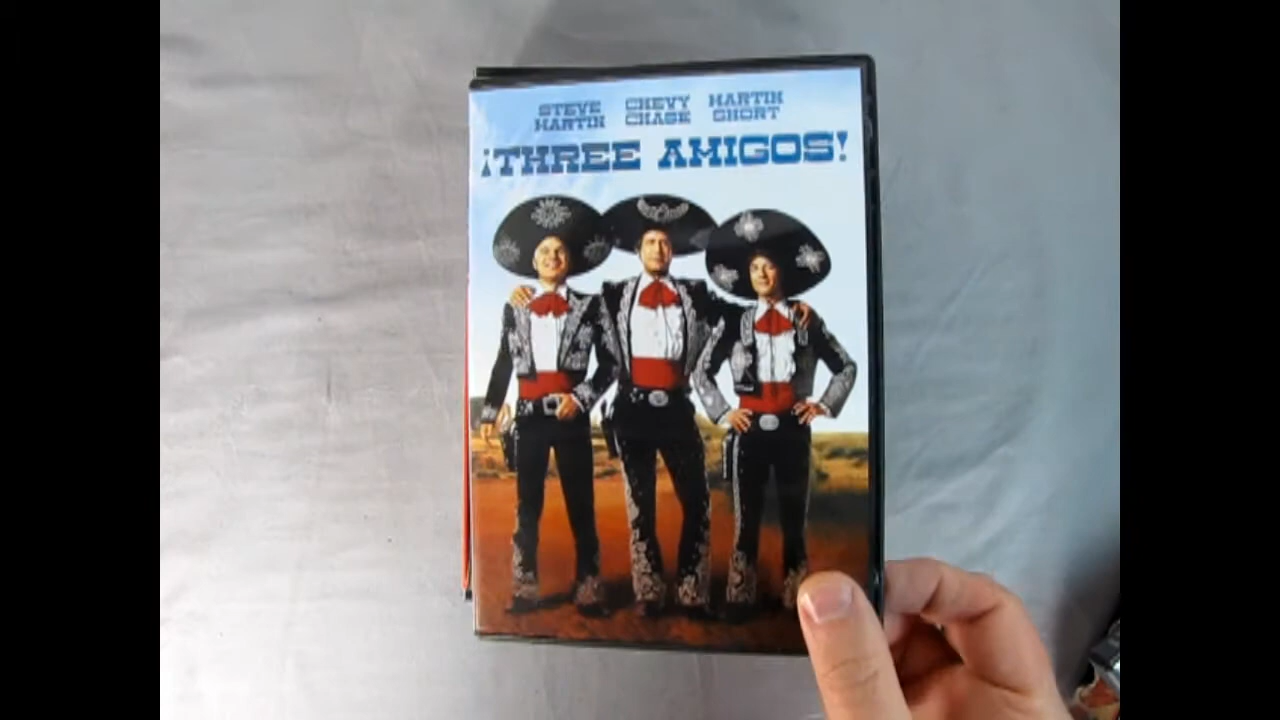 STEVE MARTIN
CHEVY CHASE
MARTIN SHORT
¡THREE AMIGOS!